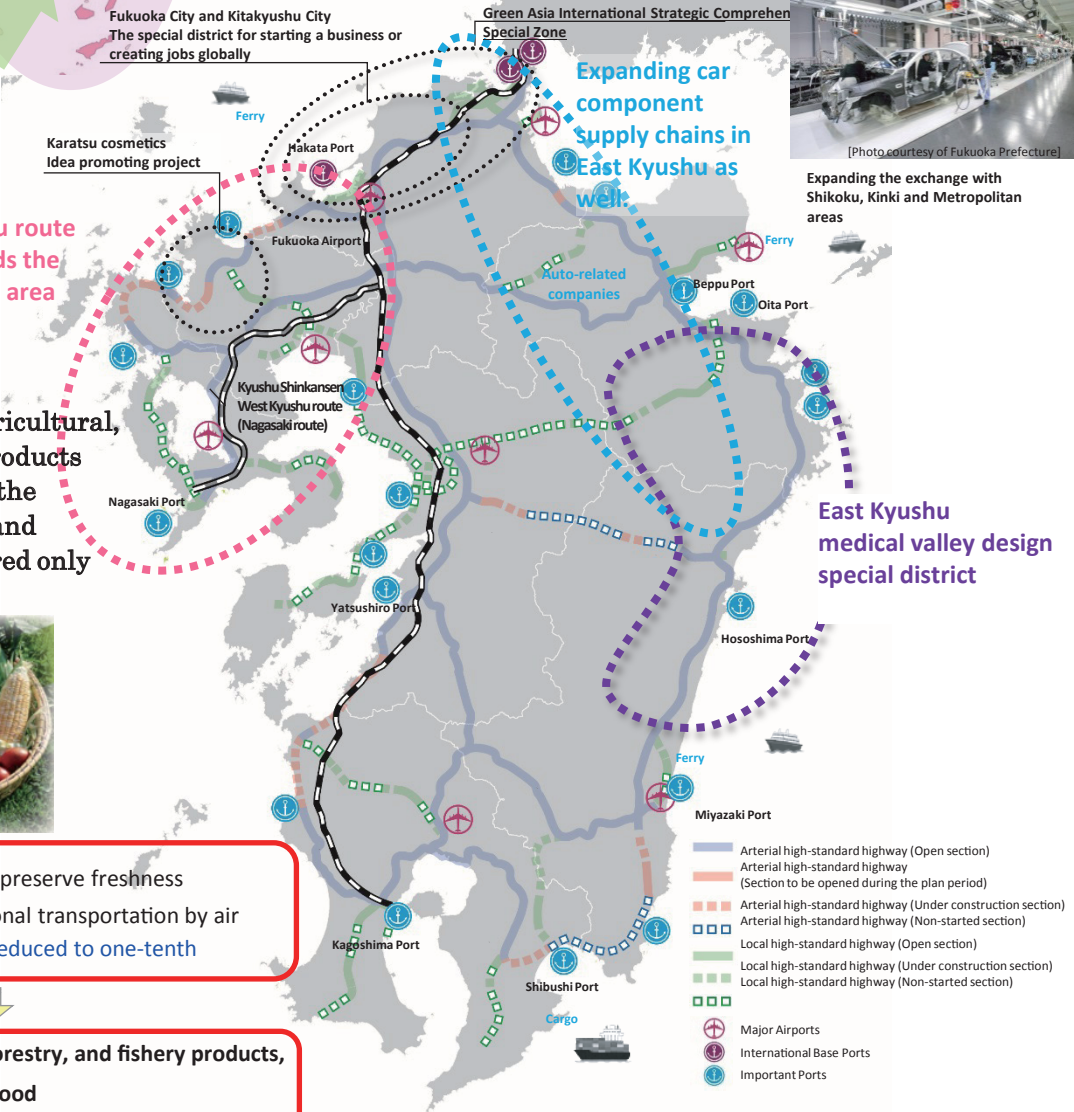 Fukuoka City and Kitakyushu City
The special district for starting a business or
creating jobs globally
Green Asia International Strategic Comprehen
Special Zone
Ferry
Karatsu cosmetics
Idea promoting project
Hakata Port
Fukuoka Airport
Expanding car
component
supply chains in
East Kyushu as
well.
[Photo courtesy of Fukuoka Prefecture]
Expanding the exchange with
Shikoku, Kinki and Metropolitan
areas
u route
ds the
area
Ferry
Auto-related
companies
Beppu Port
Oita Port
Kyushu Shinkansen
West Kyushu route
(Nagasaki route)
ricultural,
roducts
the
and
red only
Nagasaki Port
East Kyushu
medical valley design
special district
Yatsushiro Port
Hososhima Port
Ferry
Miyazaki Port
preserve freshness
onal transportation by air
educed to one-tenth
Kagoshima Port
Shibushi Port
Cargo
orestry, and fishery products,
ood
Arterial high-standard highway (Open section)
Arterial high-standard highway
(Section to be opened during the plan period)
Arterial high-standard highway (Under construction section)
Arterial high-standard highway (Non-started section)
Local high-standard highway (Open section)
Local high-standard highway (Under construction section)
Local high-standard highway (Non-started section)
Major Airports
International Base Ports
Important Ports